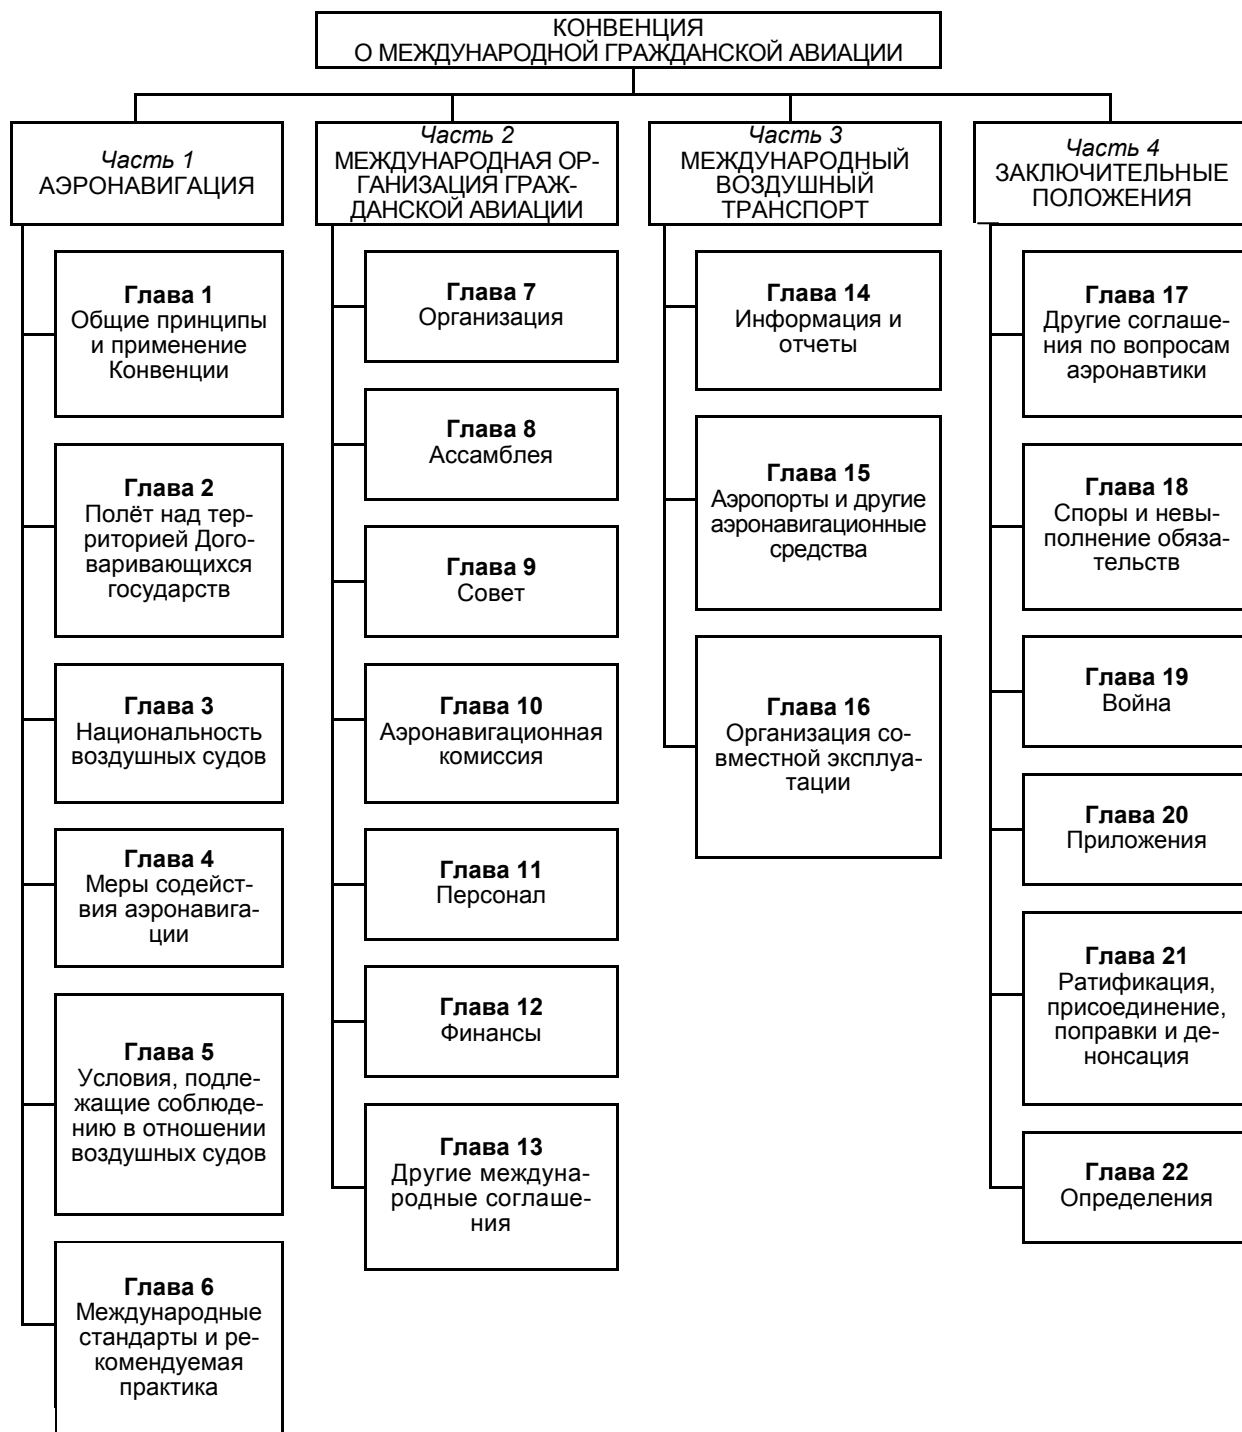 КОНВЕНЦИЯ
О МЕЖДУНАРОДНОЙ ГРАЖДАНСКОЙ АВИАЦИИ
Часть 1
АЭРОНАВИГАЦИЯ
Глава 1
Общие принципы
и применение
Конвенции
Глава 2
Полёт над тер-
риторией Дого-
варивающихся
государств
Глава 3
Национальность
воздушных судов
Глава 4
Меры содейст-
вия аэронавига-
ции
Глава 5
Условия, подле-
жащие соблюде-
нию в отношении
воздушных судов
Глава 6
Международные
стандарты и ре-
комендуемая
практика
Часть 2
МЕЖДУНАРОДНАЯ ОР-
ГАНИЗАЦИЯ ГРАЖ-
ДАНСКОЙ АВИАЦИИ
Глава 7
Организация
Глава 8
Ассамблея
Глава 9
Совет
Глава 10
Аэронавигационная
комиссия
Глава 11
Персонал
Глава 12
Финансы
Глава 13
Другие междуна-
родные соглаше-
ния
Часть 3
МЕЖДУНАРОДНЫЙ
ВОЗДУШНЫЙ
ТРАНСПОРТ
Глава 14
Информация и
отчеты
Глава 15
Аэропорты и другие
аэронавигационные
средства
Глава 16
Организация со-
вместной эксплуа-
тации
Часть 4
ЗАКЛЮЧИТЕЛЬНЫЕ
ПОЛОЖЕНИЯ
Глава 17
Другие соглаше-
ния по вопросам
аэронавтики
Глава 18
Споры и невы-
полнение обяза-
тельств
Глава 19
Война
Глава 20
Приложения
Глава 21
Ратификация,
присоединение,
поправки и де-
нонсация
Глава 22
Определения